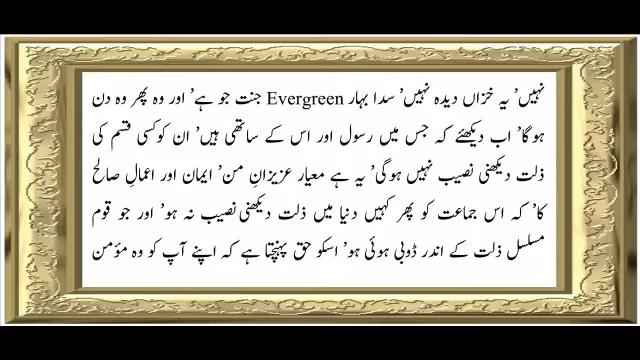 نہیں’ یہ خزاں دیدہ نہیں’ سدا بہار Evergreen جنت جو ہے’ اور وہ پھر وہ دن
ہوگا’ اب دیکھئے کہ جس میں رسول اور اس کے ساتھی ہیں’ ان کو کسی قسم کی
ذلت دیکھنی نصیب نہیں ہوگی’ یہ ہے معیار عزیزانِ من’ ایمان اور اعمالِ صالح
کا’ کہ اس جماعت کو پھر کہیں دنیا میں ذلت دیکھنی نصیب نہ ہو’ اور جو قوم
مسلسل ذلت کے اندر ڈوبی ہوئی ہو’ اسکو حق پہنچتا ہے کہ اپنے آپ کو وہ مؤمن